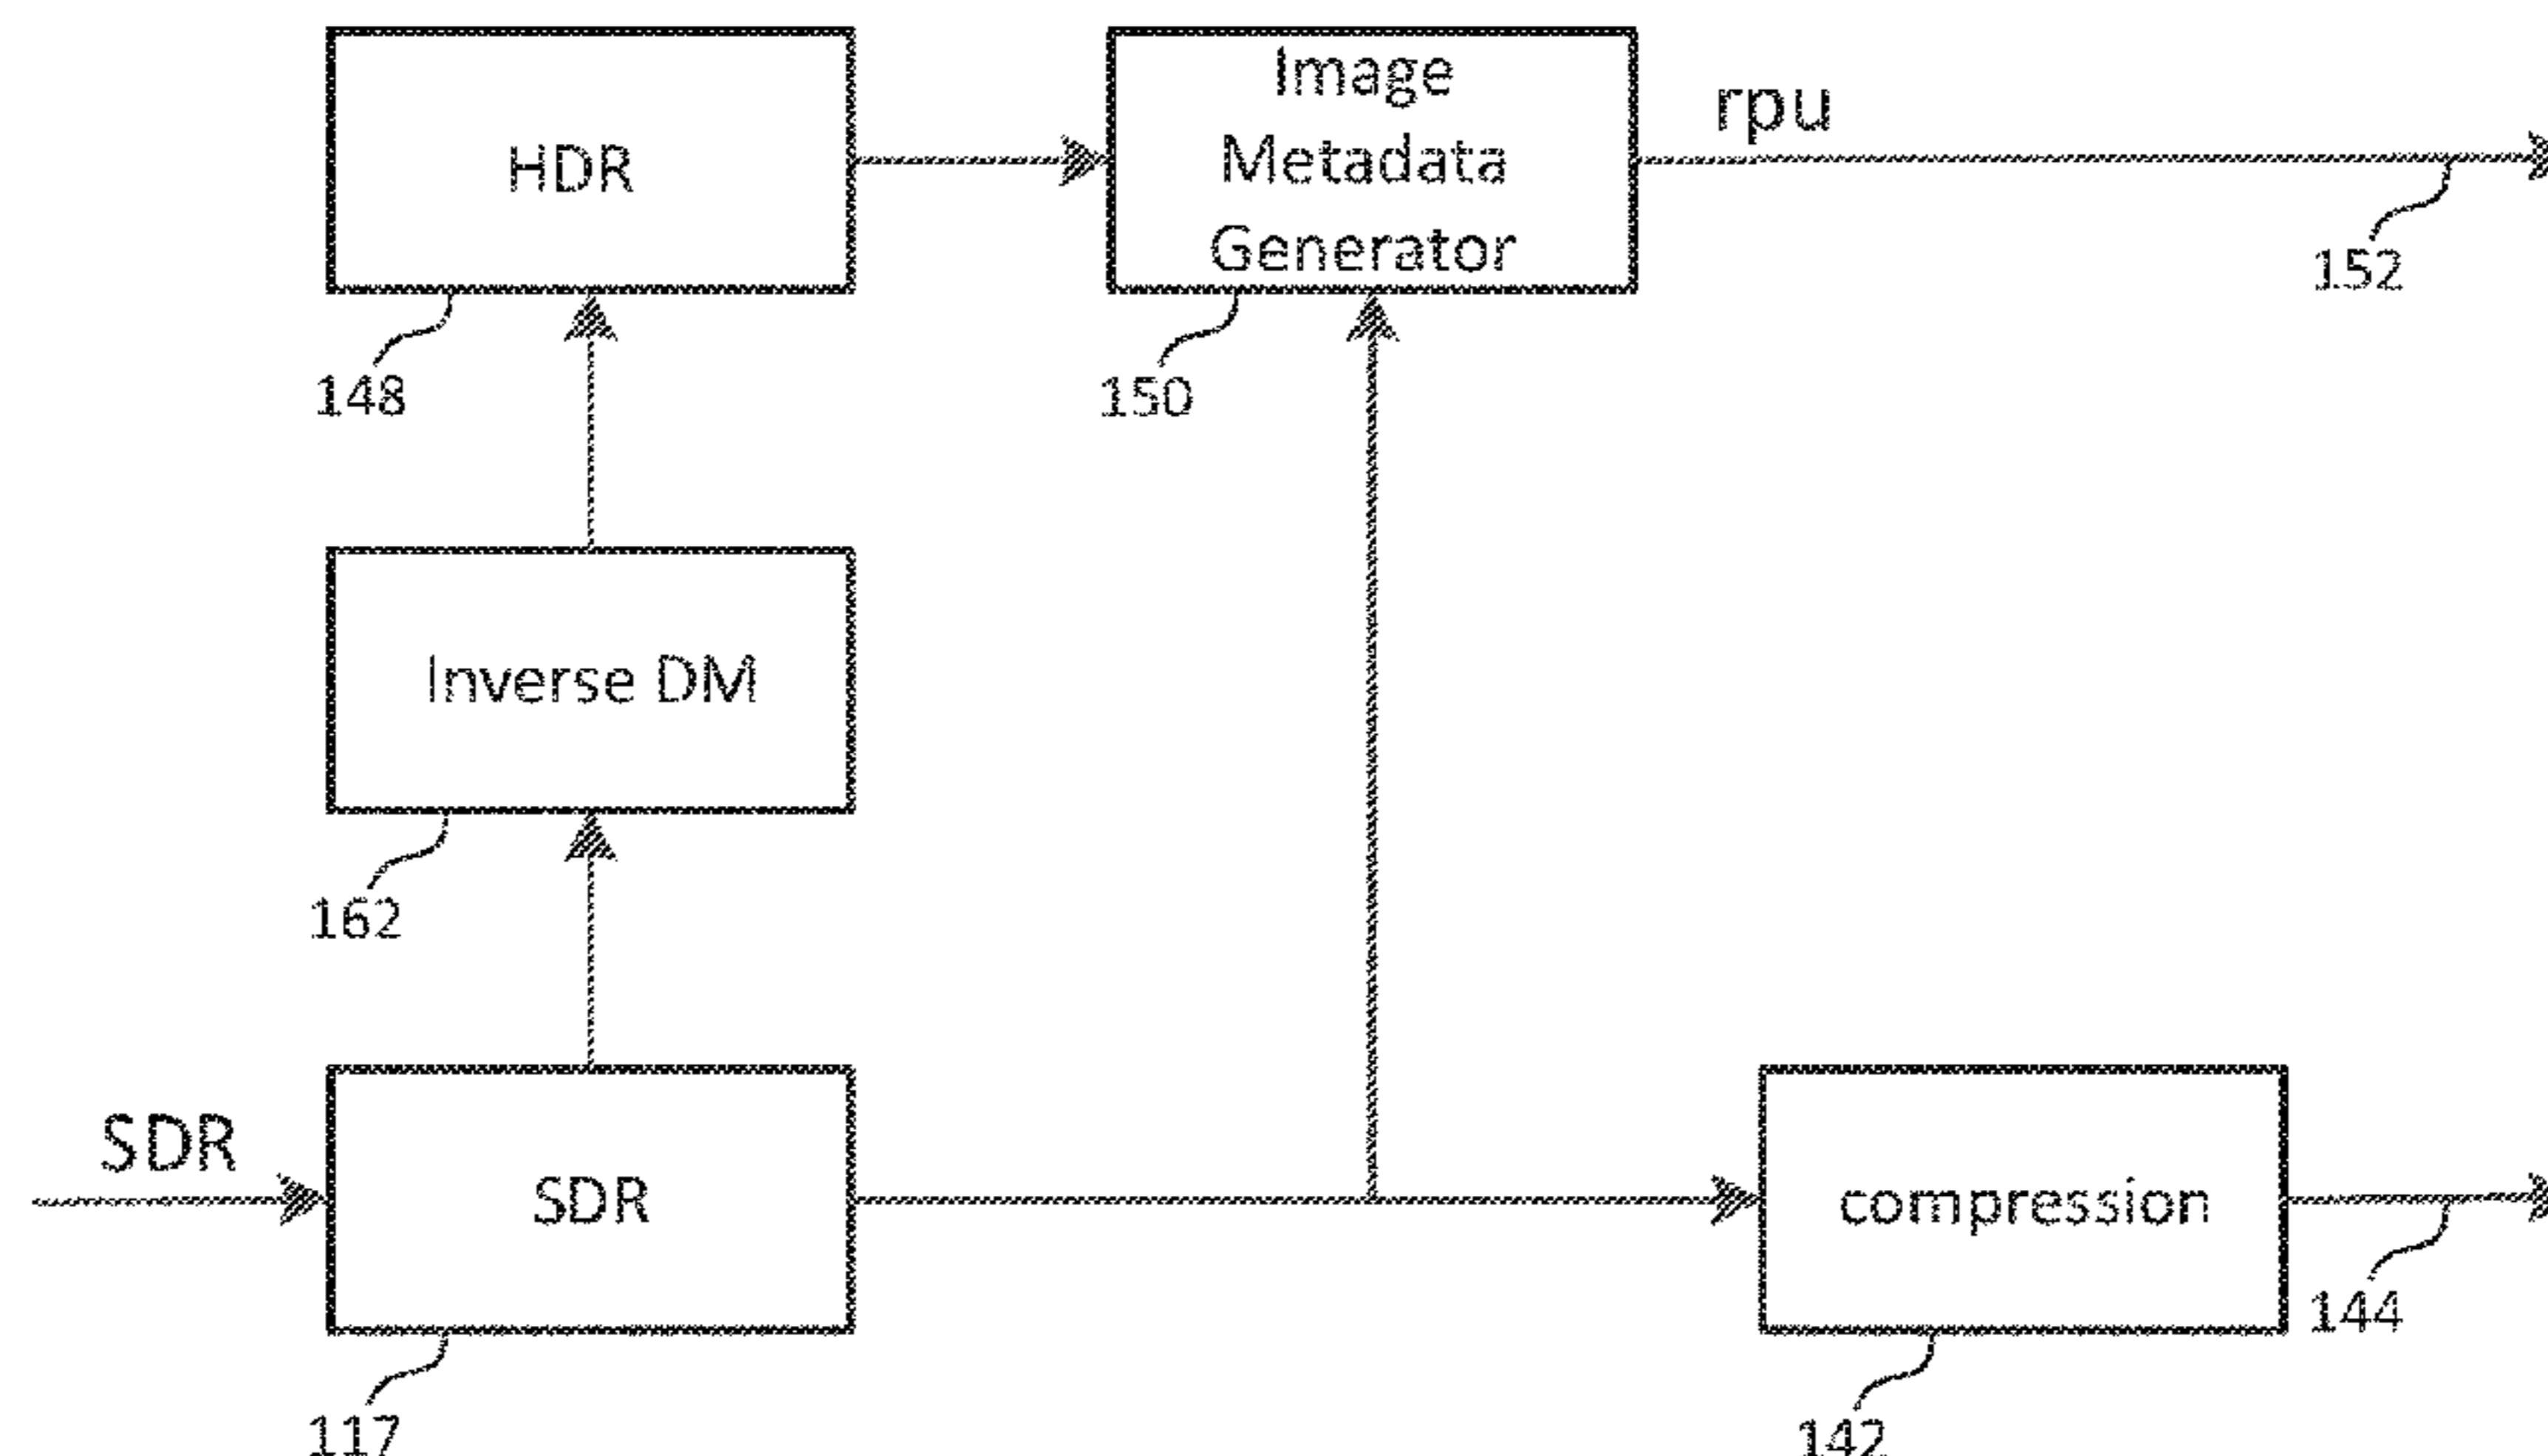 HDR
Image
Metadata
Generator
rpu
152
148
150
Inverse DM
162
SDR
SDR
compression
144
117
142